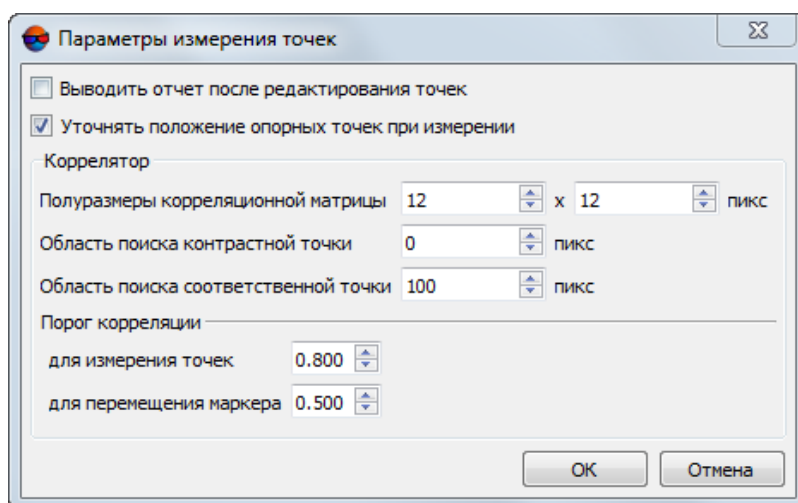 Параметры измерения точек
Выводить отчет после редактирования точек
Уточнять положение опорных точек при измерении
Коррелятор
Полуразмеры корреляционной матрицы 12 x 12 пикс
Область поиска контрастной точки 0 пикс
Область поиска соответственной точки 100 пикс
Порог корреляции
для измерения точек 0.800
для перемещения маркера 0.500
ОК Отмена